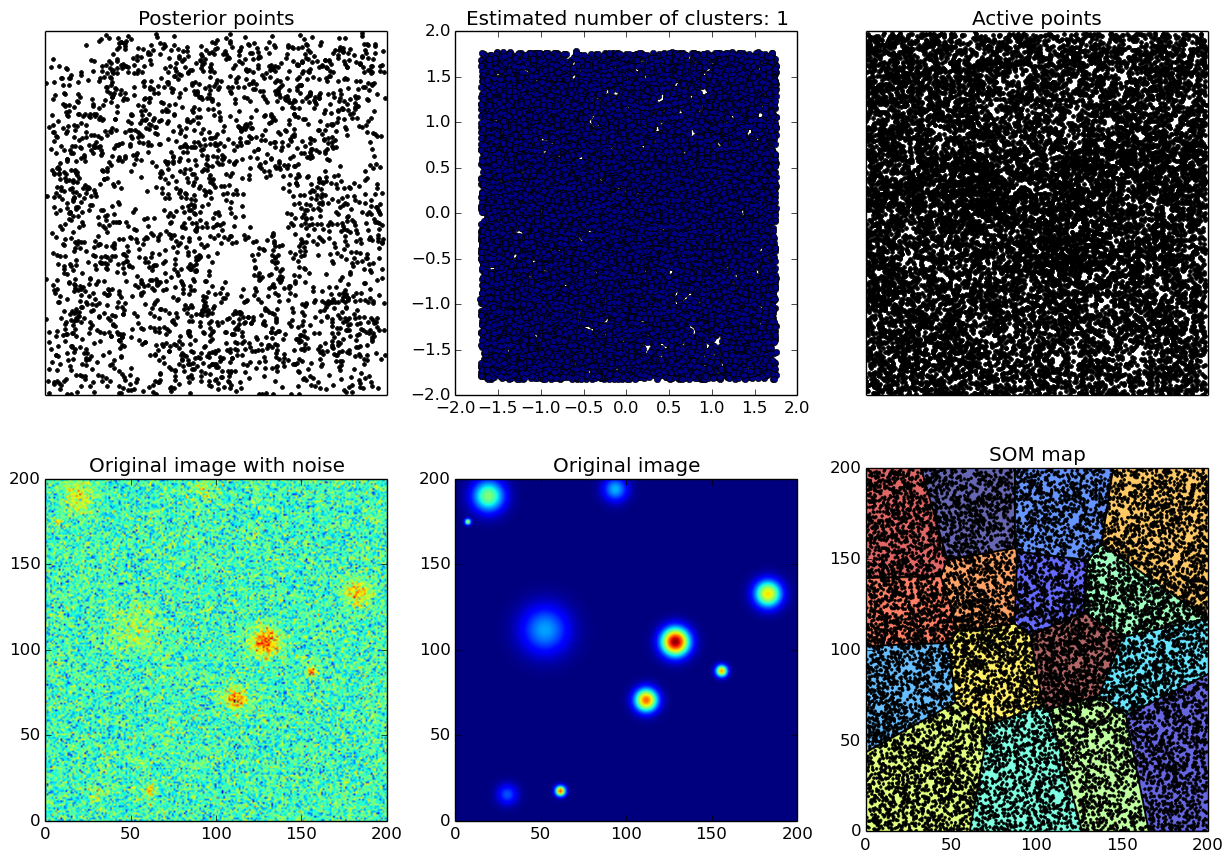 Posterior points
Estimated number of clusters: 1
Active points
2.0
1.5
1.0
0.5
0.0
−0.5
−1.0
−1.5
−2.0
−2.0 −1.5 −1.0 −0.5 0.0 0.5 1.0 1.5 2.0
Original image with noise
Original image
SOM map
200
150
100
50
0
0 50 100 150 200
200
150
100
50
0
0 50 100 150 200
200
150
100
50
0
0 50 100 150 200